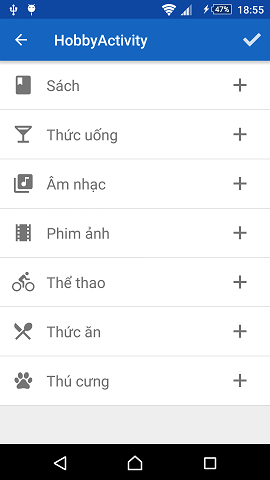 47% 18:55
HobbyActivity
Sách
Thức uống
Âm nhạc
Phim ảnh
Thể thao
Thức ăn
Thú cưng